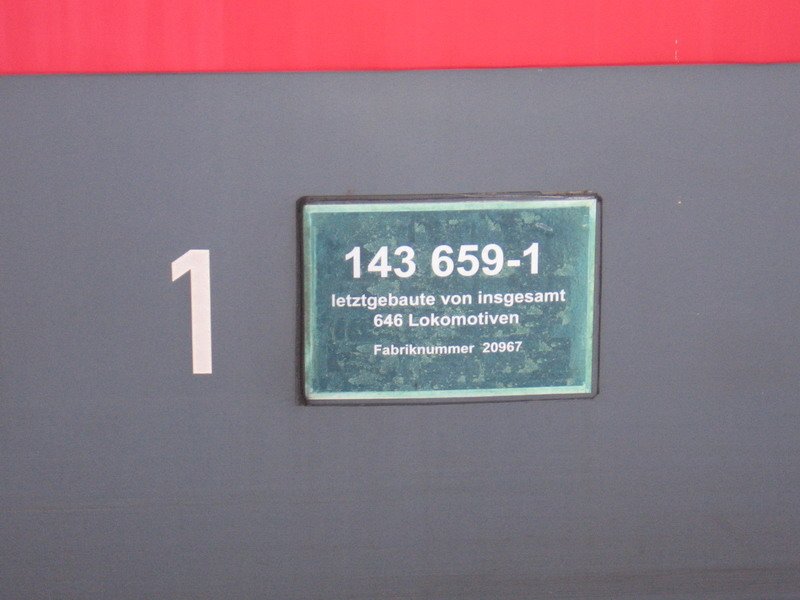 1
143 659-1
letztgebaute von insgesamt
646 Lokomotiven
Fabriknummer 20967